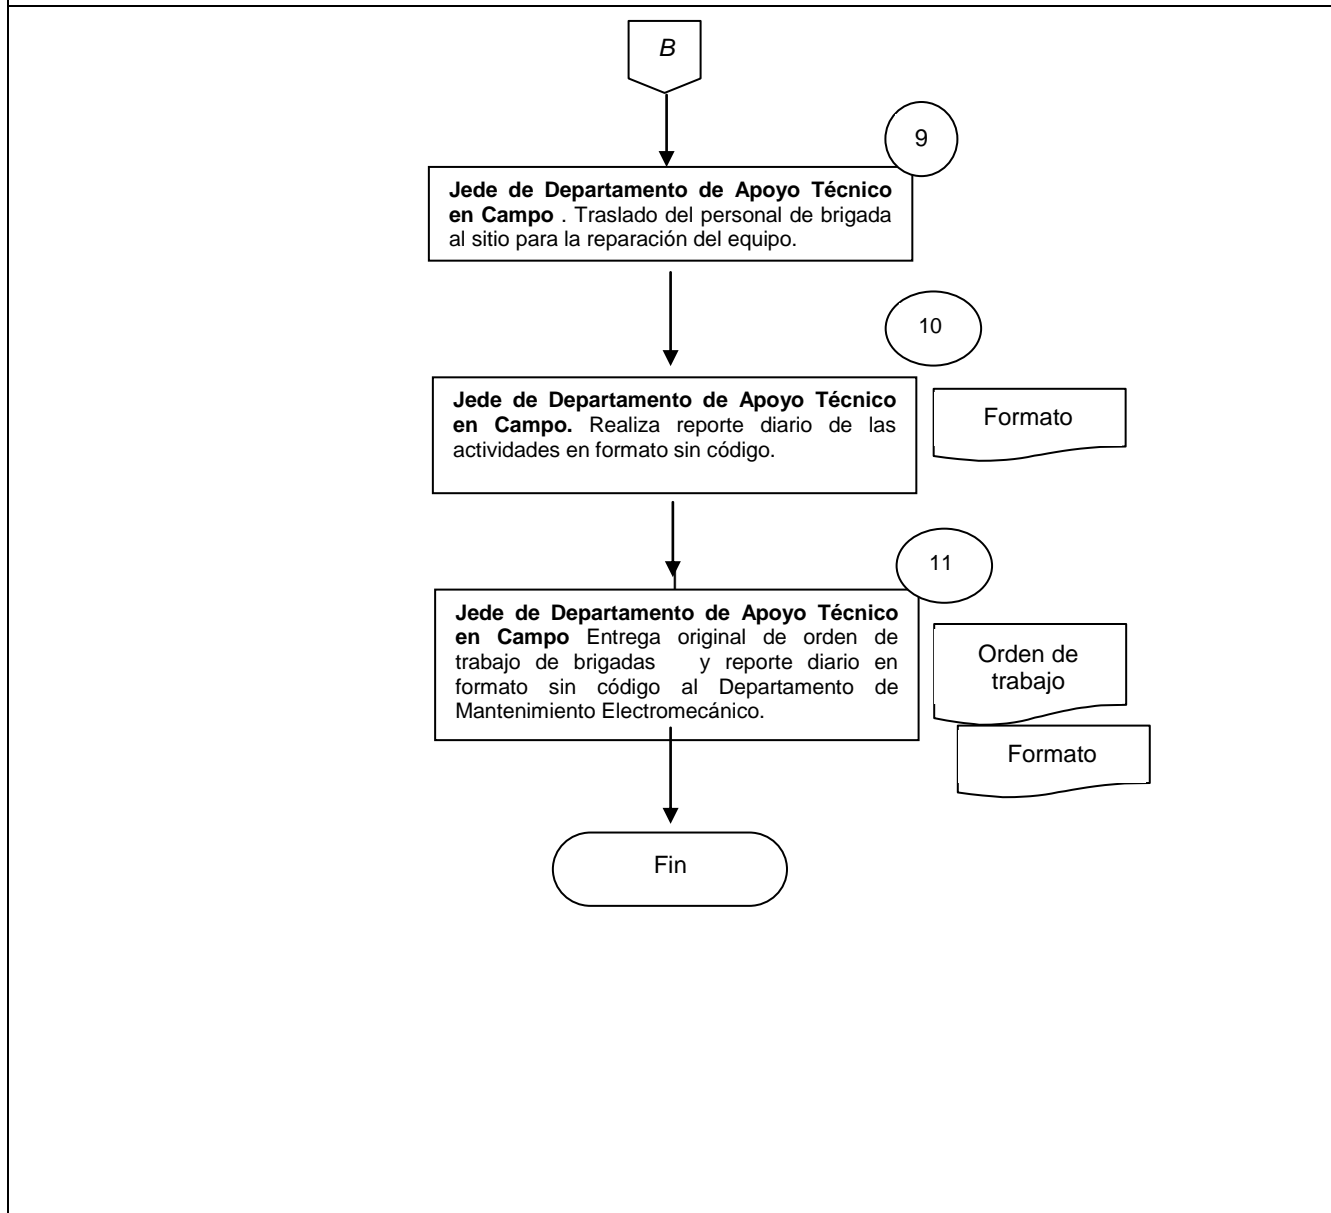 B
9
Jede de Departamento de Apoyo Técnico
en Campo . Traslado del personal de brigada
al sitio para la reparación del equipo.
10
Jede de Departamento de Apoyo Técnico
en Campo. Realiza reporte diario de las
actividades en formato sin código.
Formato
11
Jede de Departamento de Apoyo Técnico
en Campo Entrega original de orden de
trabajo de brigadas y reporte diario en
formato sin código al Departamento de
Mantenimiento Electromecánico.
Orden de
trabajo
Formato
Fin